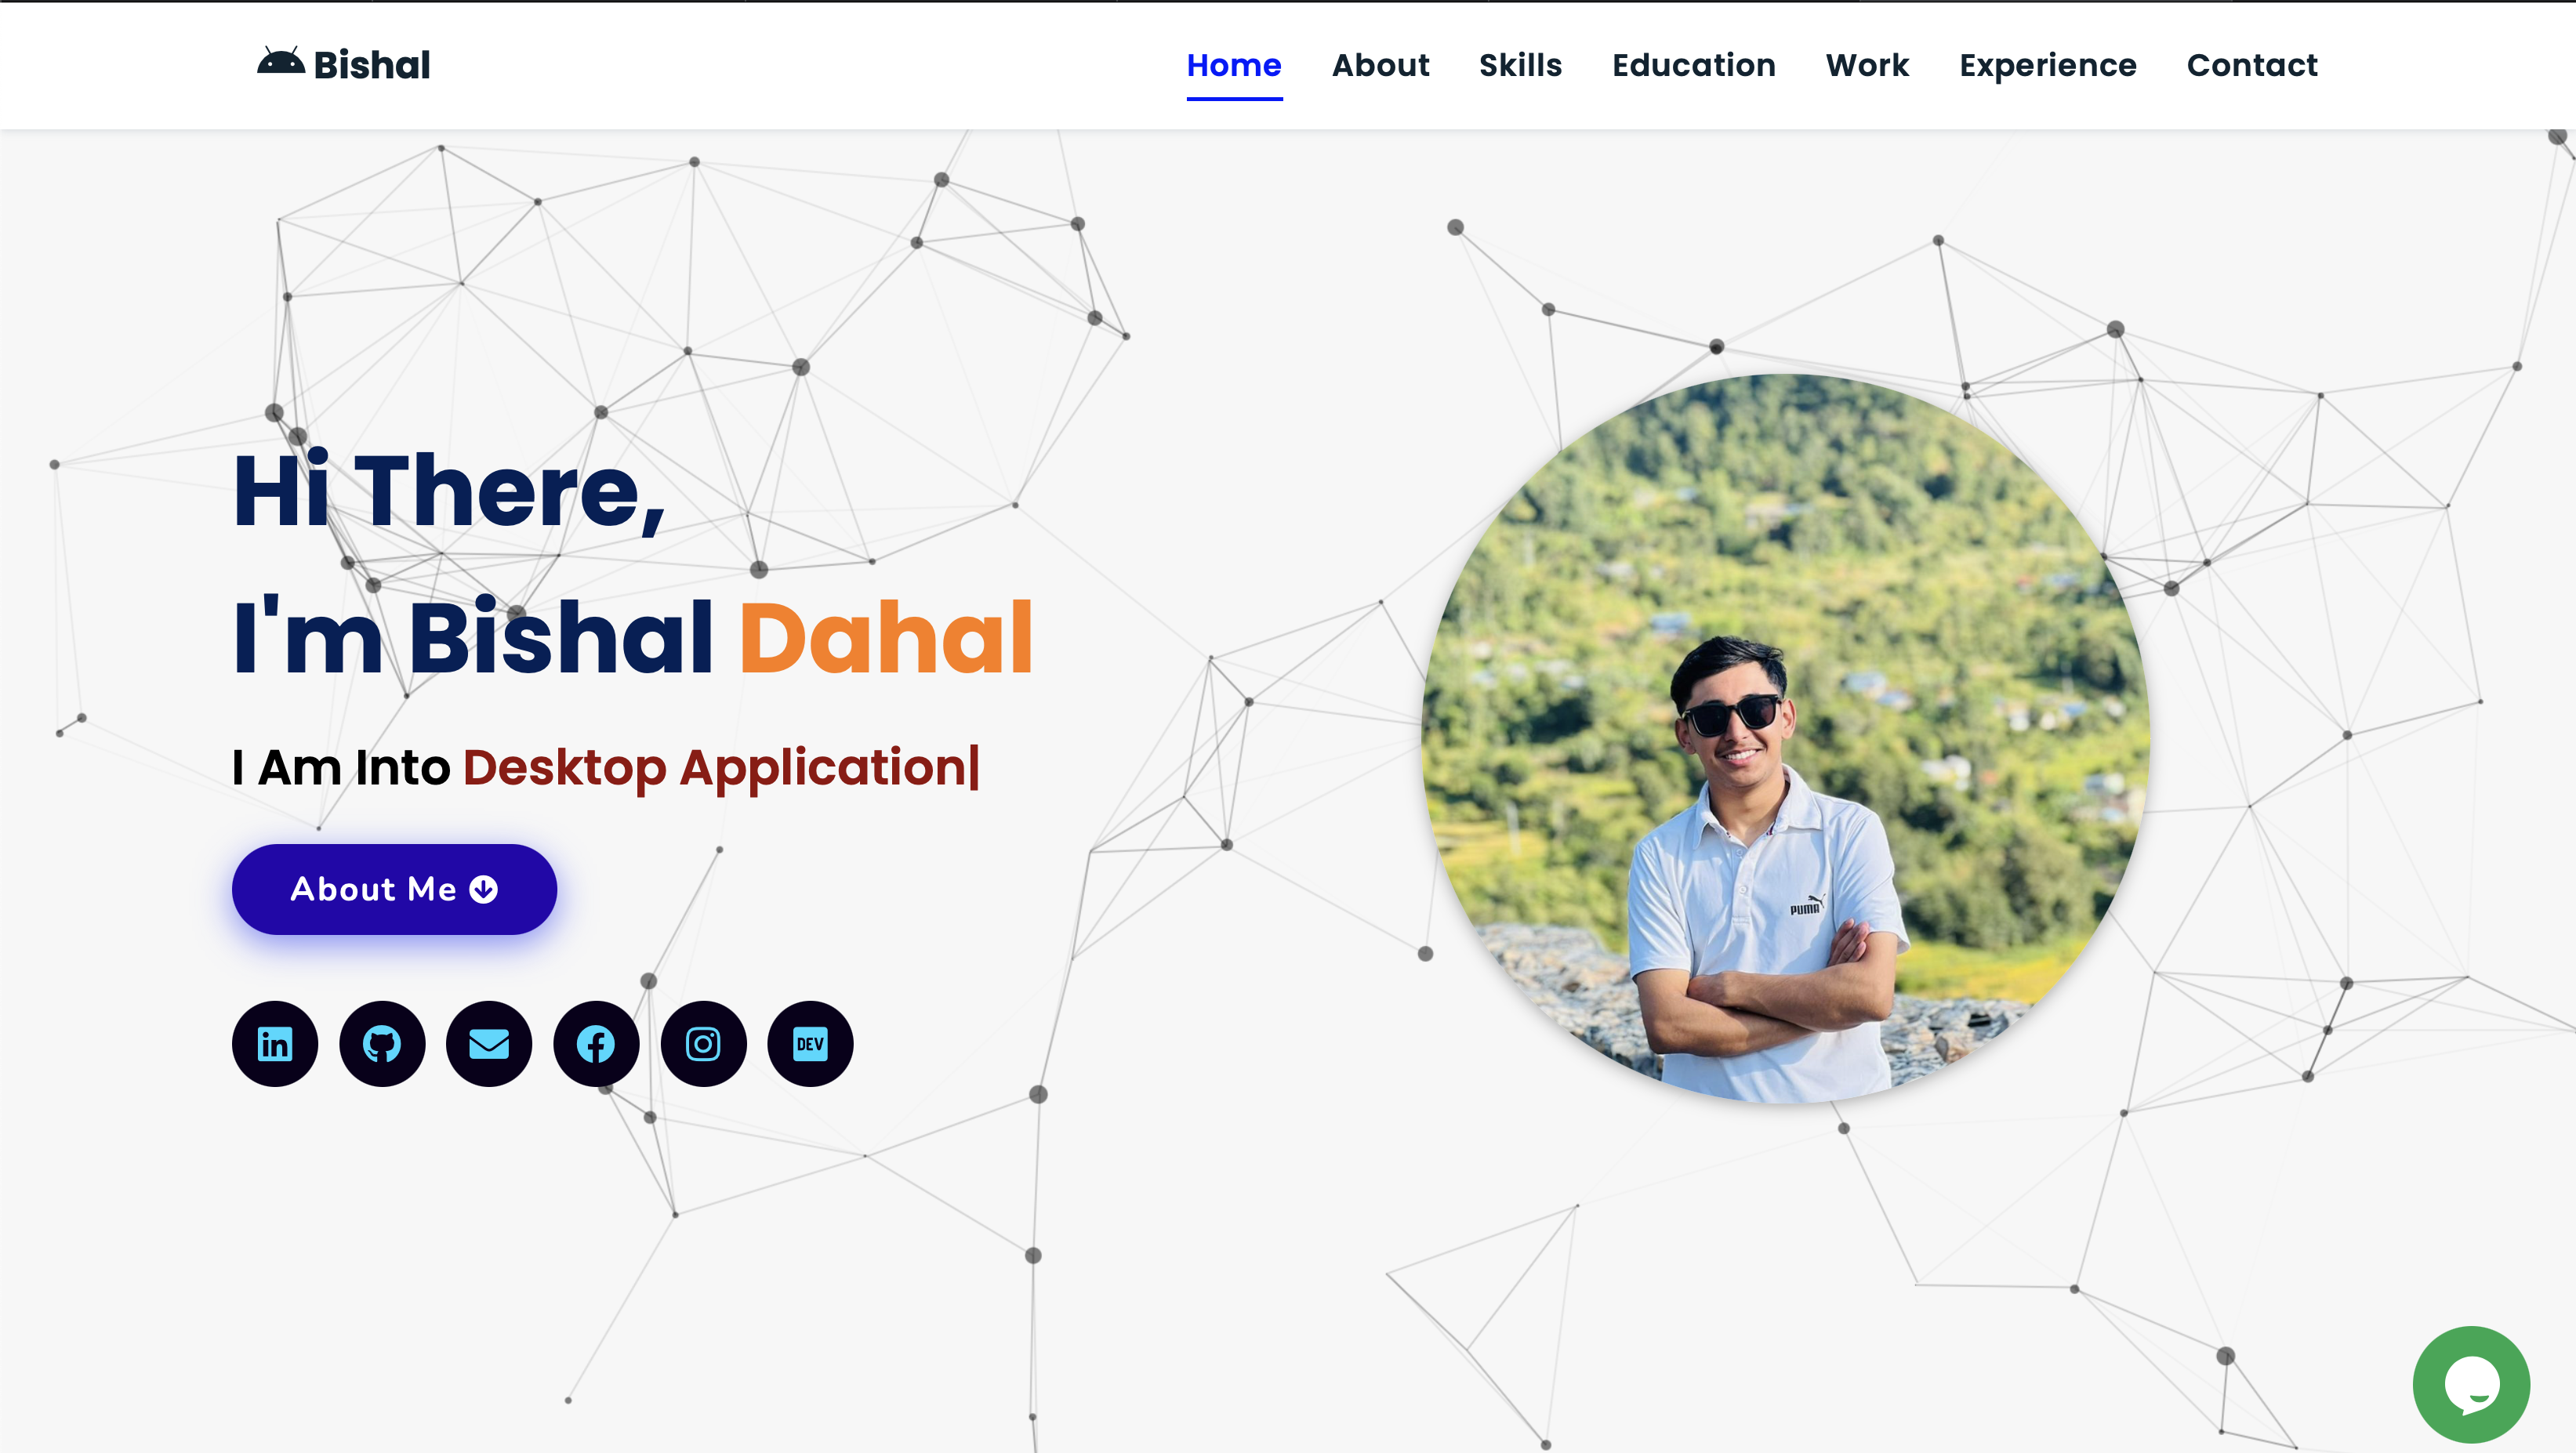 Bishal
Home About Skills Education Work Experience Contact
Hi There,
I'm Bishal Dahal
I Am Into Desktop Application|
About Me
in DEV
PUMA